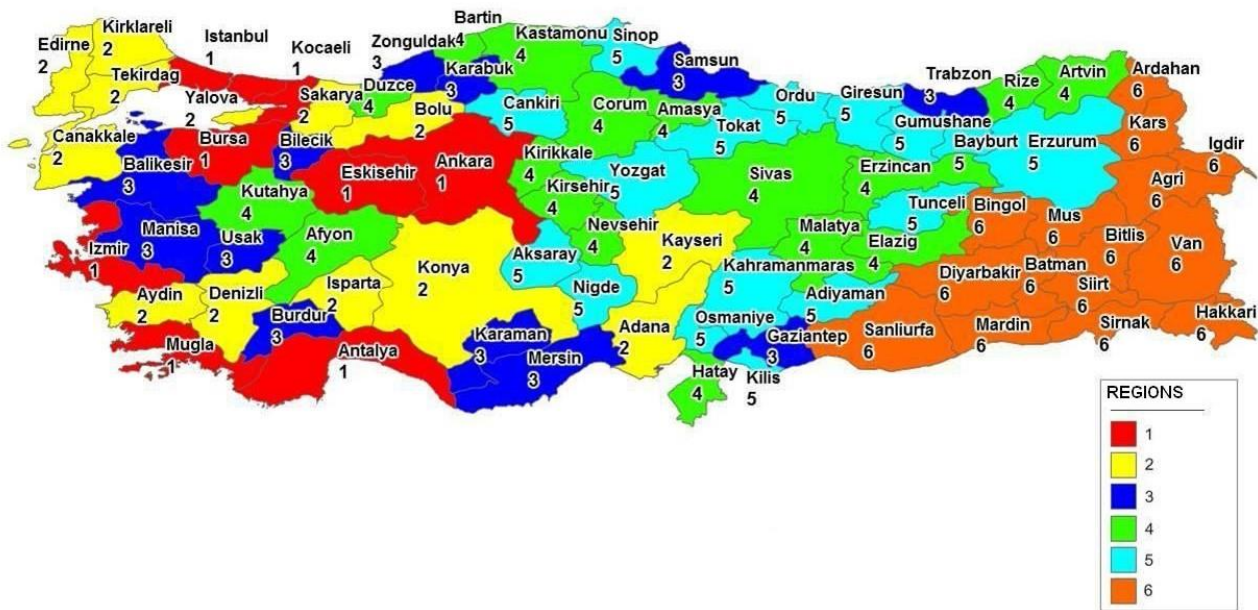 Kirklareli
2
Edirne
2
Istanbul
1
Kocaeli
1
Tekirdag
2
Yalova
2
Sakarya
2
Zonguldak
3
Bartin
4
Kastamonu
4
Sinop
5
Samsun
3
Karabuk
3
Duzce
4
Bolu
2
Cankiri
5
Corum
4
Amasya
4
Tokat
5
Ordu
5
Giresun
5
Trabzon
3
Rize
4
Artvin
4
Ardahan
6
Gumushane
5
Bayburt
5
Erzurum
5
Kars
6
Igdir
6
Canakkale
2
Balikesir
3
Bursa
1
Bilecik
3
Eskisehir
1
Ankara
1
Kirikkale
4
Yozgat
5
Sivas
4
Erzincan
4
Agri
6
Kutahya
4
Kirsehir
4
Nevsehir
4
Kayseri
2
Malatya
4
Tunceli
5
Elazig
4
Bingol
6
Mus
6
Bitlis
6
Van
6
Izmir
1
Manisa
3
Usak
3
Afyon
4
Konya
2
Aksaray
5
Nigde
5
Kahramanmaras
5
Adiyaman
5
Diyarbakir
6
Batman
6
Siirt
6
Aydin
2
Denizli
2
Isparta
2
Burdur
3
Karaman
3
Mersin
3
Adana
2
Osmaniye
5
Gaziantep
3
Sanliurfa
6
Mardin
6
Sirnak
6
Hakkari
6
Mugla
1
Antalya
1
Hatay
4
Kilis
5
REGIONS
1
2
3
4
5
6